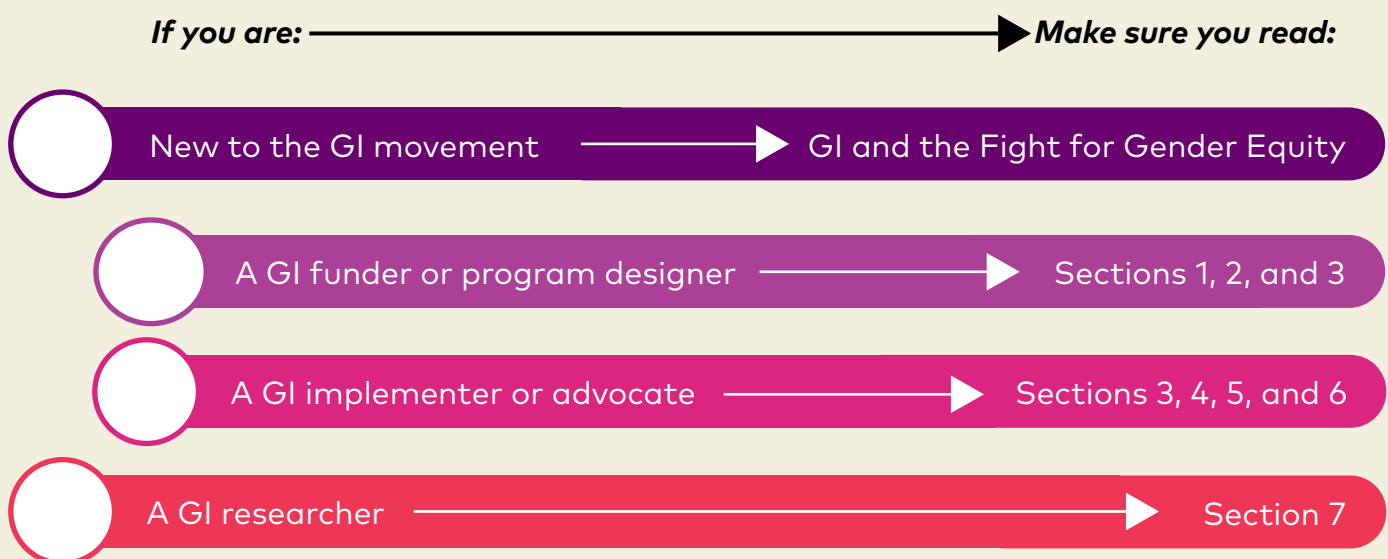 If you are: Make sure you read:
New to the GI movement GI and the Fight for Gender Equity
A GI funder or program designer Sections 1, 2, and 3
A GI implementer or advocate Sections 3, 4, 5, and 6
A GI researcher Section 7